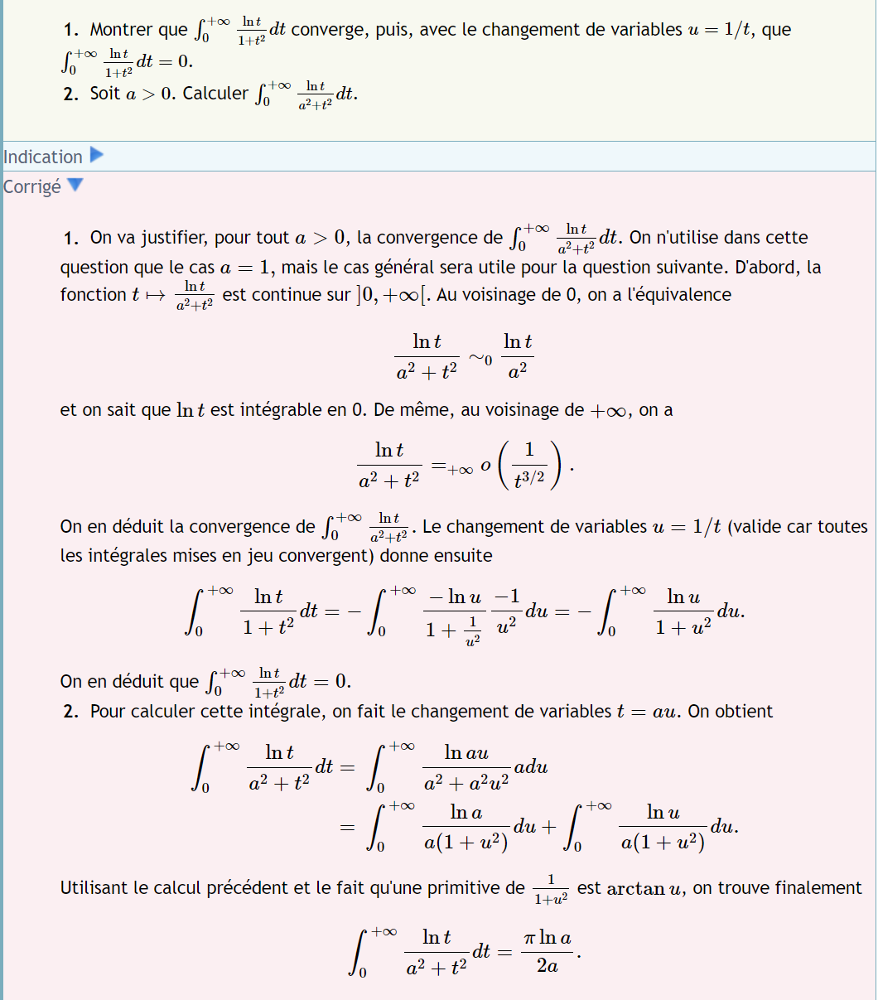 1. Montrer que $\int_0^{+\infty} \frac{\ln t}{1+t^2} dt$ converge, puis, avec le changement de variables $u = 1/t$, que
$\int_0^{+\infty} \frac{\ln t}{1+t^2} dt = 0$.
2. Soit $a > 0$. Calculer $\int_0^{+\infty} \frac{\ln t}{a^2+t^2} dt$.
Indication
Corrigé
1. On va justifier, pour tout $a > 0$, la convergence de $\int_0^{+\infty} \frac{\ln t}{a^2+t^2} dt$. On n'utilise dans cette
question que le cas $a = 1$, mais le cas général sera utile pour la question suivante. D'abord, la
fonction $t \mapsto \frac{\ln t}{a^2+t^2}$ est continue sur $]0, +\infty[$. Au voisinage de 0, on a l'équivalence
$\frac{\ln t}{a^2+t^2} \sim_0 \frac{\ln t}{a^2}$
et on sait que $\ln t$ est intégrable en 0. De même, au voisinage de $+\infty$, on a
$\frac{\ln t}{a^2+t^2} =_{+\infty} o\left(\frac{1}{t^{3/2}}\right).$
On en déduit la convergence de $\int_0^{+\infty} \frac{\ln t}{a^2+t^2}$. Le changement de variables $u = 1/t$ (valide car toutes
les intégrales mises en jeu convergent) donne ensuite
$\int_0^{+\infty} \frac{\ln t}{1+t^2} dt = -\int_0^{+\infty} \frac{-\ln u}{1+\frac{1}{u^2}} \frac{-1}{u^2} du = -\int_0^{+\infty} \frac{\ln u}{1+u^2} du.$
On en déduit que $\int_0^{+\infty} \frac{\ln t}{1+t^2} dt = 0$.
2. Pour calculer cette intégrale, on fait le changement de variables $t = au$. On obtient
$\int_0^{+\infty} \frac{\ln t}{a^2+t^2} dt = \int_0^{+\infty} \frac{\ln au}{a^2+a^2u^2} adu$
$= \int_0^{+\infty} \frac{\ln a}{a(1+u^2)} du + \int_0^{+\infty} \frac{\ln u}{a(1+u^2)} du.$
Utilisant le calcul précédent et le fait qu'une primitive de $\frac{1}{1+u^2}$ est $\arctan u$, on trouve finalement
$\int_0^{+\infty} \frac{\ln t}{a^2+t^2} dt = \frac{\pi \ln a}{2a}.$